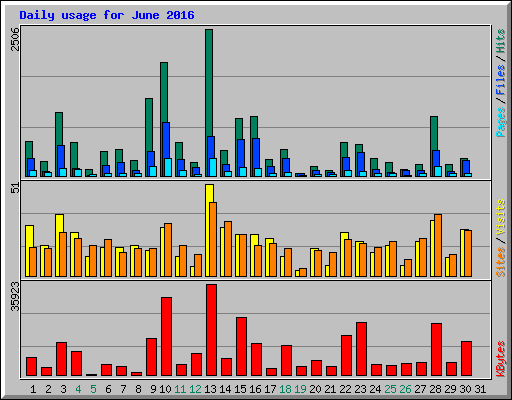 Daily usage for June 2016
2506
Pages / Files / Hits
51
Sites / Visits
35923
KBytes
1 2 3 4 5 6 7 8 9 10 11 12 13 14 15 16 17 18 19 20 21 22 23 24 25 26 27 28 29 30 31